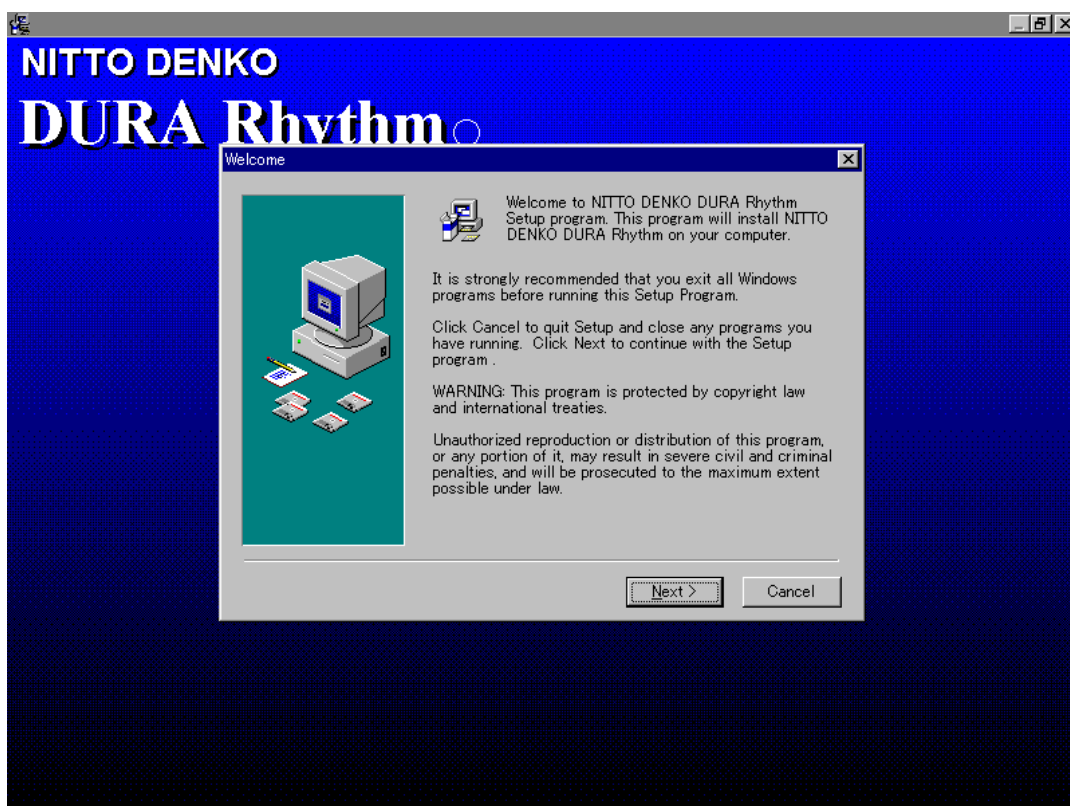 NITTO DENKO
DURA Rhythm
Welcome
Welcome to NITTO DENKO DURA Rhythm
Setup program. This program will install NITTO
DENKO DURA Rhythm on your computer.
It is strongly recommended that you exit all Windows
programs before running this Setup Program.
Click Cancel to quit Setup and close any programs you
have running.  Click Next to continue with the Setup
program .
WARNING: This program is protected by copyright law
and international treaties.
Unauthorized reproduction or distribution of this program,
or any portion of it, may result in severe civil and criminal
penalties, and will be prosecuted to the maximum extent
possible under law.
Next >
Cancel